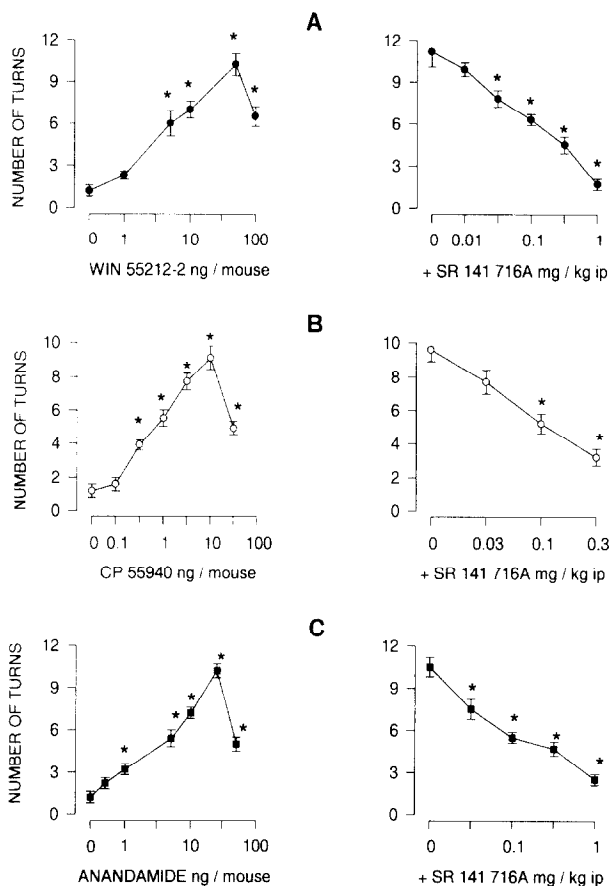 A
NUMBER OF TURNS
12
9
6
3
0
0 1 10 100
WIN 55212-2 ng / mouse
12
9
6
3
0
0 0.01 0.1 1
+ SR 141 716A mg / kg ip
B
NUMBER OF TURNS
10
8
6
4
2
0
0 0.1 1 10 100
CP 55940 ng / mouse
10
8
6
4
2
0
0 0.03 0.1 0.3
+ SR 141 716A mg / kg ip
C
NUMBER OF TURNS
12
9
6
3
0
0 1 10 100
ANANDAMIDE ng / mouse
12
9
6
3
0
0 0.1 1
+ SR 141 716A mg / kg ip